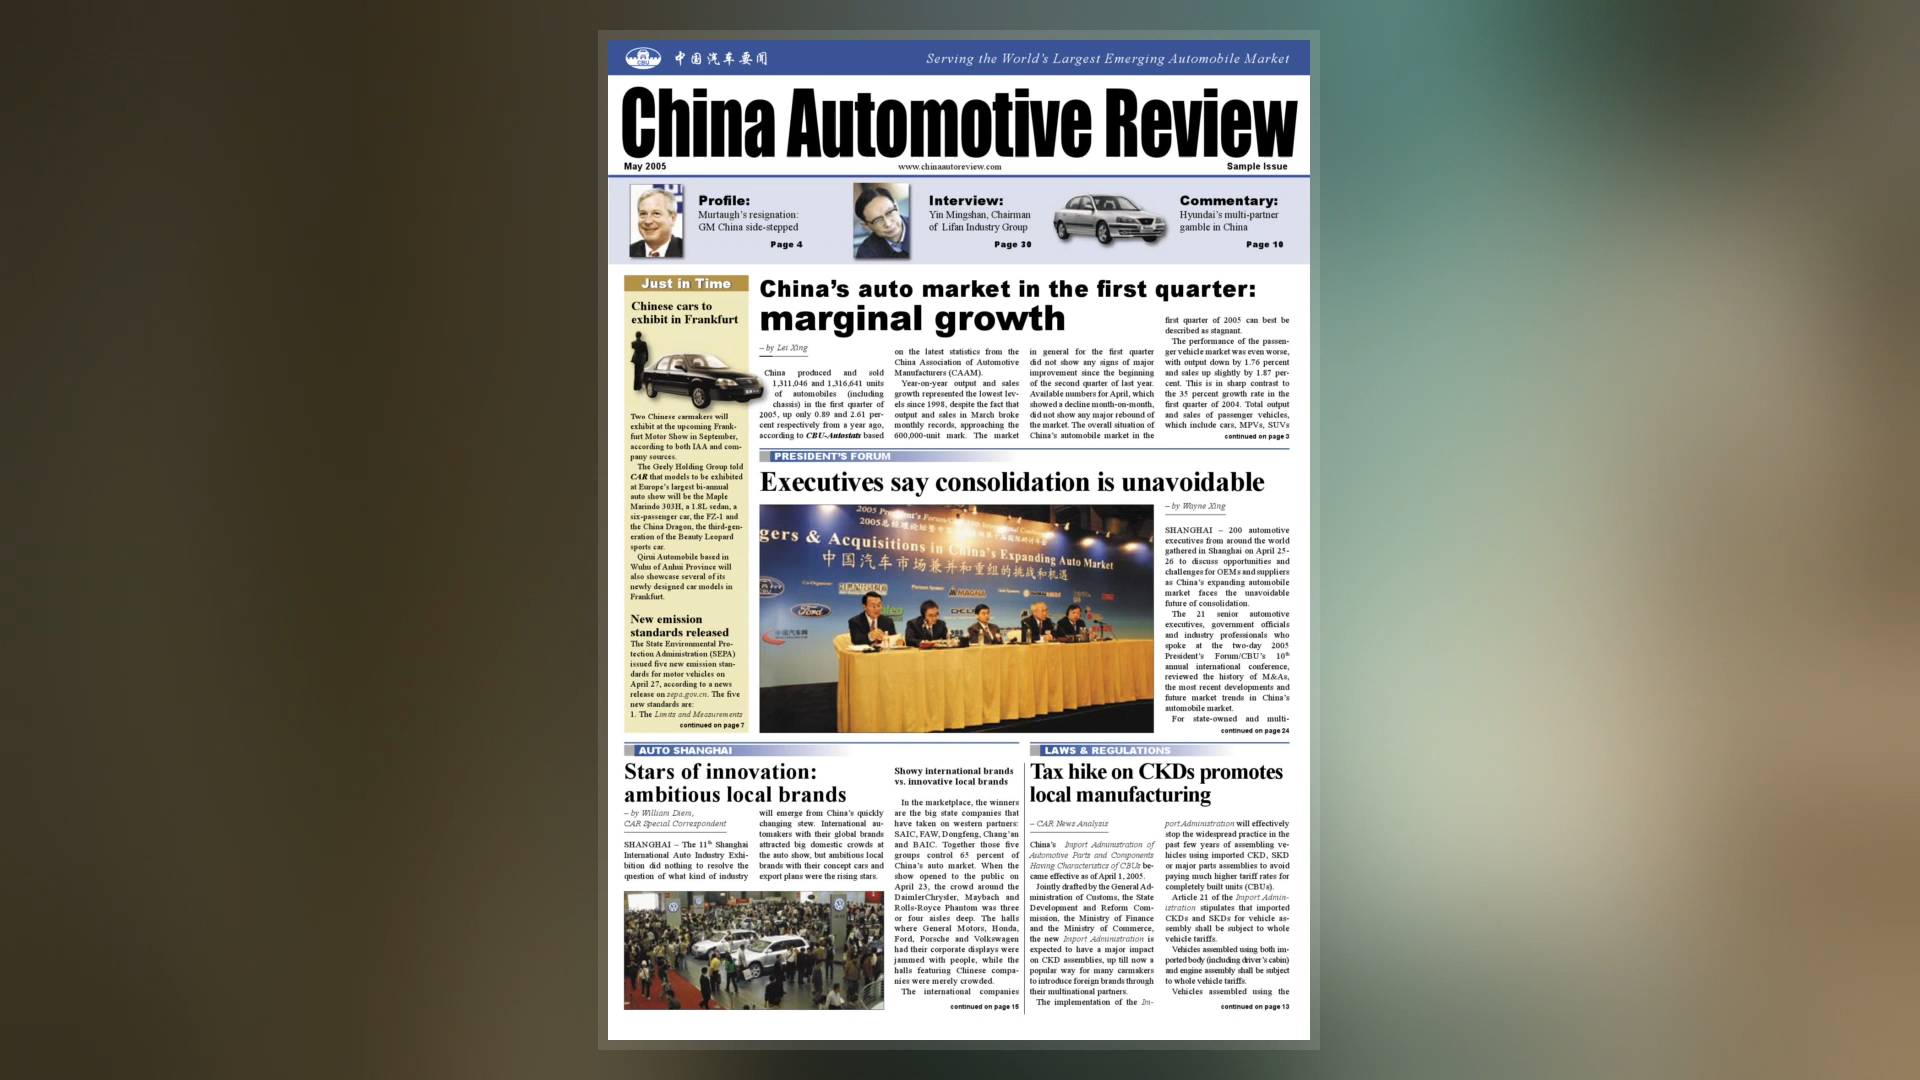 CBU 中国汽车要闻
Serving the World's Largest Emerging Automobile Market
China Automotive Review
May 2005
www.chinaautoreview.com
Sample Issue
Profile:
Murtaugh's resignation:
GM China side-stepped
Page 4
Interview:
Yin Mingshan, Chairman
of Lifan Industry Group
Page 30
Commentary:
Hyundai's multi-partner
gamble in China
Page 10
Just in Time
Chinese cars to
exhibit in Frankfurt
Two Chinese carmakers will
exhibit at the upcoming Frank-
furt Motor Show in September,
according to both IAA and com-
pany sources.
The Geely Holding Group told
CAR that models to be exhibited
at Europe's largest bi-annual
auto show will be the Maple
Marindo 303H, a 1.8L sedan, a
six-passenger car, the FZ-1 and
the China Dragon, the third-gen-
eration of the Beauty Leopard
sports car.
Qirui Automobile based in
Wuhu of Anhui Province will
also showcase several of its
newly designed car models in
Frankfurt.
New emission
standards released
The State Environmental Pro-
tection Administration (SEPA)
issued five new emission stan-
dards for motor vehicles on
April 27, according to a news
release on sepa.gov.cn. The five
new standards are:
1. The Limits and Measurements
continued on page 7
China's auto market in the first quarter:
marginal growth
– by Lei Xing
China produced and sold
1,311,046 and 1,316,641 units
of automobiles (including
chassis) in the first quarter of
2005, up only 0.89 and 2.61 per-
cent respectively from a year ago,
according to CBU-Autostats based
on the latest statistics from the
China Association of Automotive
Manufacturers (CAAM).
Year-on-year output and sales
growth represented the lowest lev-
els since 1998, despite the fact that
output and sales in March broke
monthly records, approaching the
600,000-unit mark. The market
in general for the first quarter
did not show any signs of major
improvement since the beginning
of the second quarter of last year.
Available numbers for April, which
showed a decline month-on-month,
did not show any major rebound of
the market. The overall situation of
China's automobile market in the
first quarter of 2005 can best be
described as stagnant.
The performance of the passen-
ger vehicle market was even worse,
with output down by 1.76 percent
and sales up slightly by 1.87 per-
cent. This is in sharp contrast to
the 35 percent growth rate in the
first quarter of 2004. Total output
and sales of passenger vehicles,
which include cars, MPVs, SUVs
continued on page 3
PRESIDENT'S FORUM
Executives say consolidation is unavoidable
2005 President's Forum/
gers & Acquisitions in China's Expanding Auto Market
中国汽车市场兼并和重组的挑战和机遇
Ford
MAGNA
中国汽车网
– by Wayne Xing
SHANGHAI – 200 automotive
executives from around the world
gathered in Shanghai on April 25-
26 to discuss opportunities and
challenges for OEMs and suppliers
as China's expanding automobile
market faces the unavoidable
future of consolidation.
The 21 senior automotive
executives, government officials
and industry professionals who
spoke at the two-day 2005
President's Forum/CBU's 10th
annual international conference,
reviewed the history of M&As,
the most recent developments and
future market trends in China's
automobile market.
For state-owned and multi-
continued on page 24
AUTO SHANGHAI
Stars of innovation:
ambitious local brands
– by William Diem,
CAR Special Correspondent
SHANGHAI – The 11th Shanghai
International Auto Industry Exhi-
bition did nothing to resolve the
question of what kind of industry
will emerge from China's quickly
changing stew. International au-
tomakers with their global brands
attracted big domestic crowds at
the auto show, but ambitious local
brands with their concept cars and
export plans were the rising stars.
Showy international brands
vs. innovative local brands
In the marketplace, the winners
are the big state companies that
have taken on western partners:
SAIC, FAW, Dongfeng, Chang'an
and BAIC. Together those five
groups control 65 percent of
China's auto market. When the
show opened to the public on
April 23, the crowd around the
DaimlerChrysler, Maybach and
Rolls-Royce Phantom was three
or four aisles deep. The halls
where General Motors, Honda,
Ford, Porsche and Volkswagen
had their corporate displays were
jammed with people, while the
halls featuring Chinese compa-
nies were merely crowded.
The international companies
continued on page 15
LAWS & REGULATIONS
Tax hike on CKDs promotes
local manufacturing
– CAR News Analysis
China's Import Administration of
Automotive Parts and Components
Having Characteristics of CBUs be-
came effective as of April 1, 2005.
Jointly drafted by the General Ad-
ministration of Customs, the State
Development and Reform Com-
mission, the Ministry of Finance
and the Ministry of Commerce,
the new Import Administration is
expected to have a major impact
on CKD assemblies, up till now a
popular way for many carmakers
to introduce foreign brands through
their multinational partners.
The implementation of the Im-
port Administration will effectively
stop the widespread practice in the
past few years of assembling ve-
hicles using imported CKD, SKD
or major parts assemblies to avoid
paying much higher tariff rates for
completely built units (CBUs).
Article 21 of the Import Admin-
istration stipulates that imported
CKDs and SKDs for vehicle as-
sembly shall be subject to whole
vehicle tariffs.
Vehicles assembled using both im-
ported body (including driver's cabin)
and engine assembly shall be subject
to whole vehicle tariffs.
Vehicles assembled using the
continued on page 13